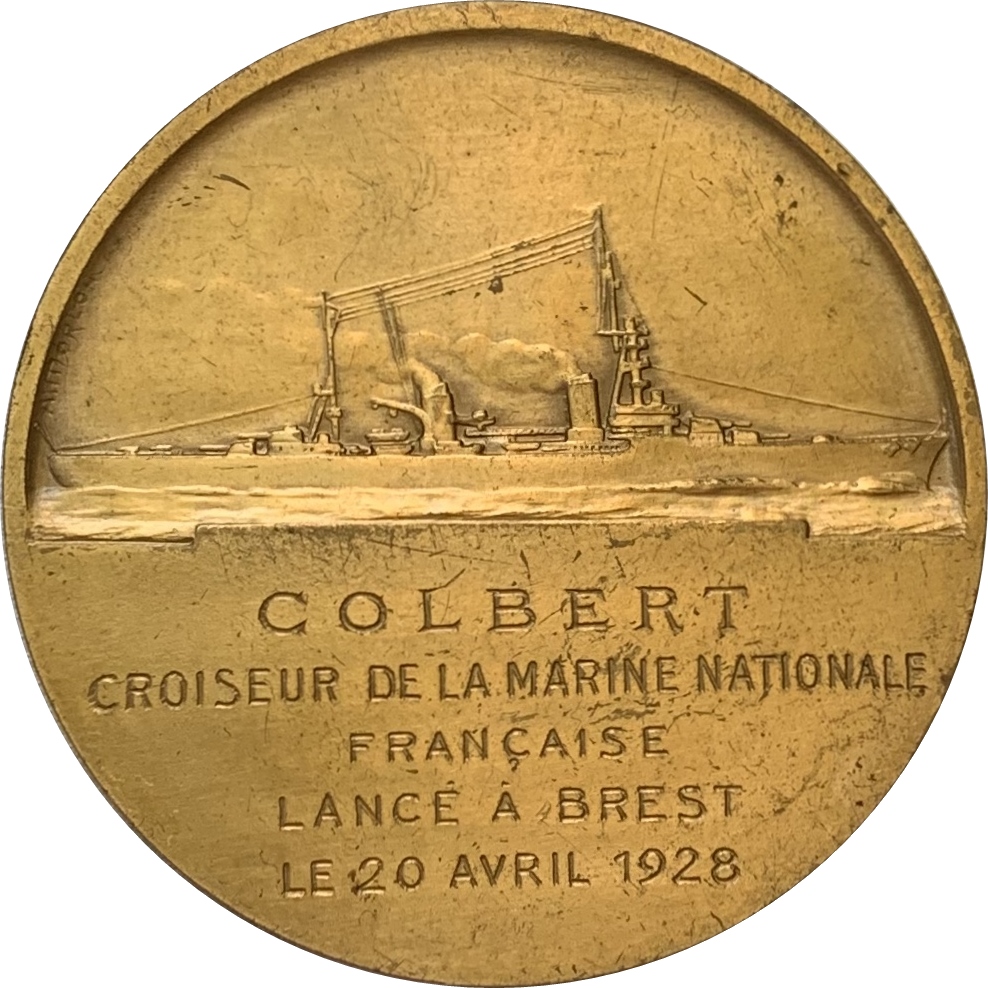 COLBERT
CROISEUR DE LA MARINE NATIONALE
FRANÇAISE
LANCÉ À BREST
LE 20 AVRIL 1928